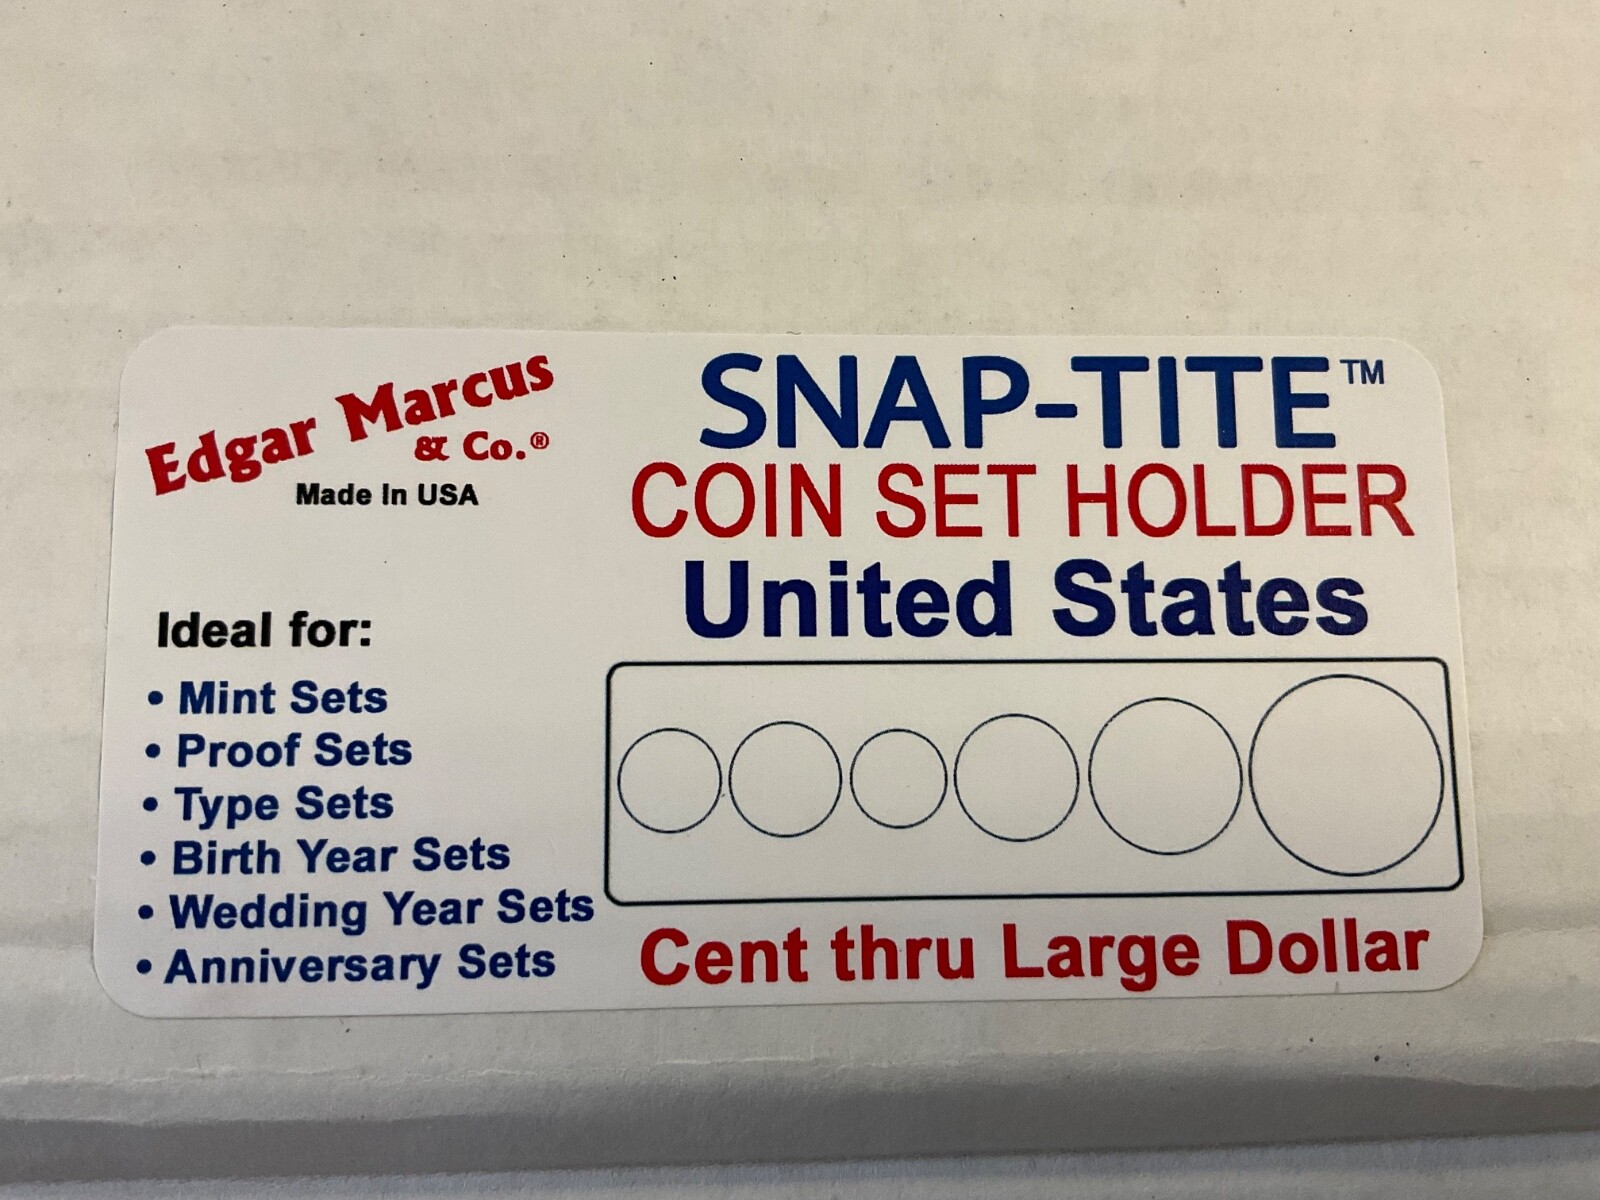 Edgar Marcus
& Co.®
Made In USA
Ideal for:
• Mint Sets
• Proof Sets
• Type Sets
• Birth Year Sets
• Wedding Year Sets
• Anniversary Sets
SNAP-TITE™
COIN SET HOLDER
United States
Cent thru Large Dollar